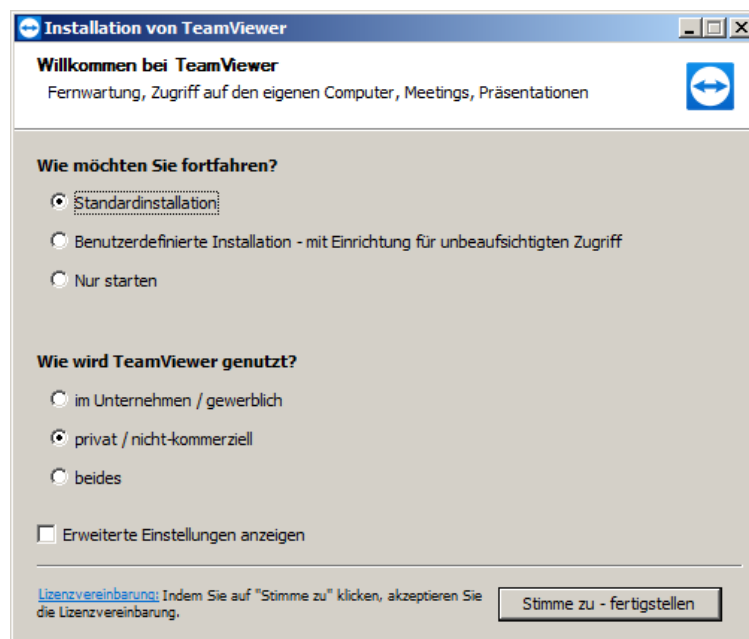 Installation von TeamViewer
Willkommen bei TeamViewer
Fernwartung, Zugriff auf den eigenen Computer, Meetings, Präsentationen
Wie möchten Sie fortfahren?
Standardinstallation
Benutzerdefinierte Installation - mit Einrichtung für unbeaufsichtigten Zugriff
Nur starten
Wie wird TeamViewer genutzt?
im Unternehmen / gewerblich
privat / nicht-kommerziell
beides
Erweiterte Einstellungen anzeigen
Lizenzvereinbarung: Indem Sie auf "Stimme zu" klicken, akzeptieren Sie
die Lizenzvereinbarung.
Stimme zu - fertigstellen